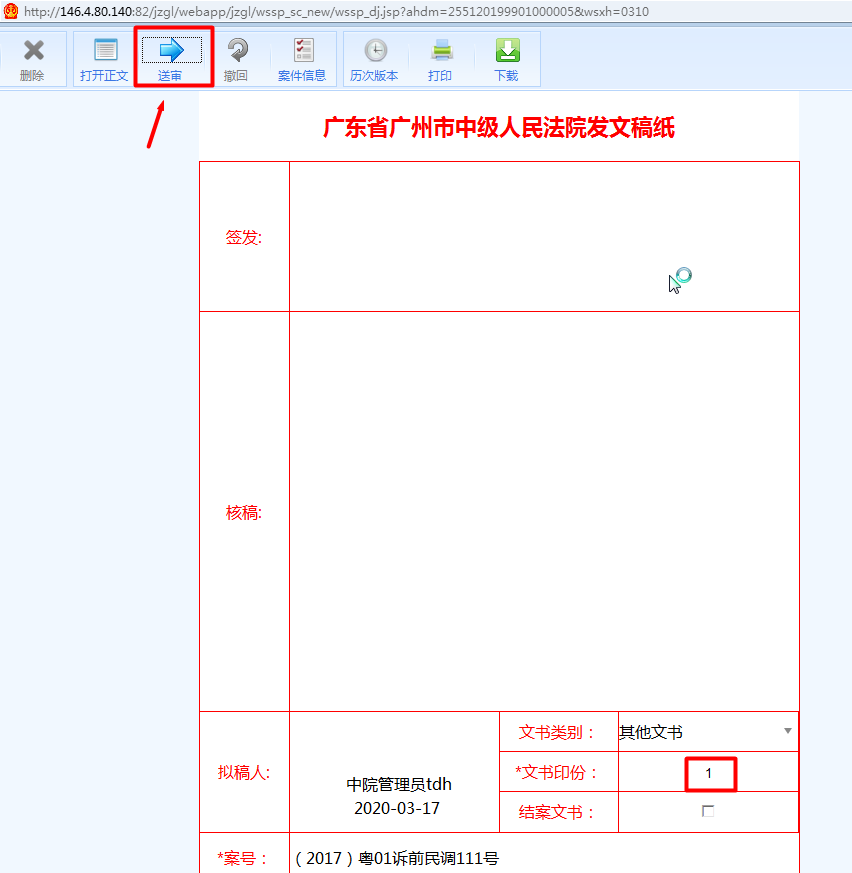 http://146.4.80.140:82/jzgl/webapp/jzgl/wssp_sc_new/wssp_dj.jsp?ahdm=255120199901000005&wsxh=0310
删除 打开正文 送审 撤回 案件信息 历次版本 打印 下载
广东省广州市中级人民法院发文稿纸
签发:
核稿:
拟稿人:
中院管理员tdh
2020-03-17
文书类别： 其他文书
*文书印份： 1
结案文书：
*案号： （2017）粤01诉前民调111号